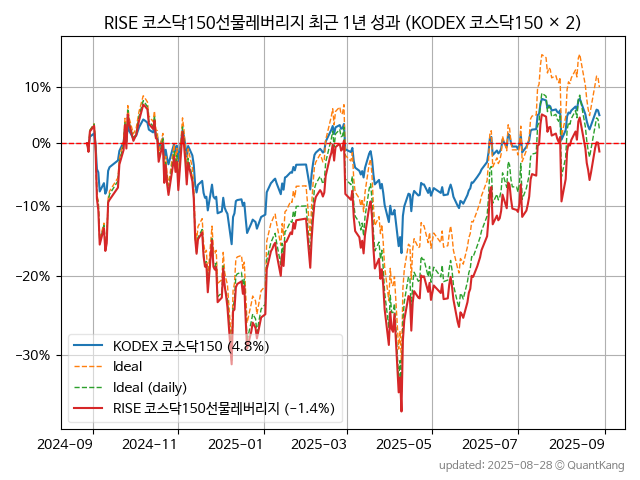 RISE 코스닥150선물레버리지 최근 1년 성과 (KODEX 코스닥150 × 2)
10%
0%
−10%
−20%
−30%
KODEX 코스닥150 (4.8%)
Ideal
Ideal (daily)
RISE 코스닥150선물레버리지 (−1.4%)
2024-09
2024-11
2025-01
2025-03
2025-05
2025-07
2025-09
updated: 2025-08-28 © QuantKang